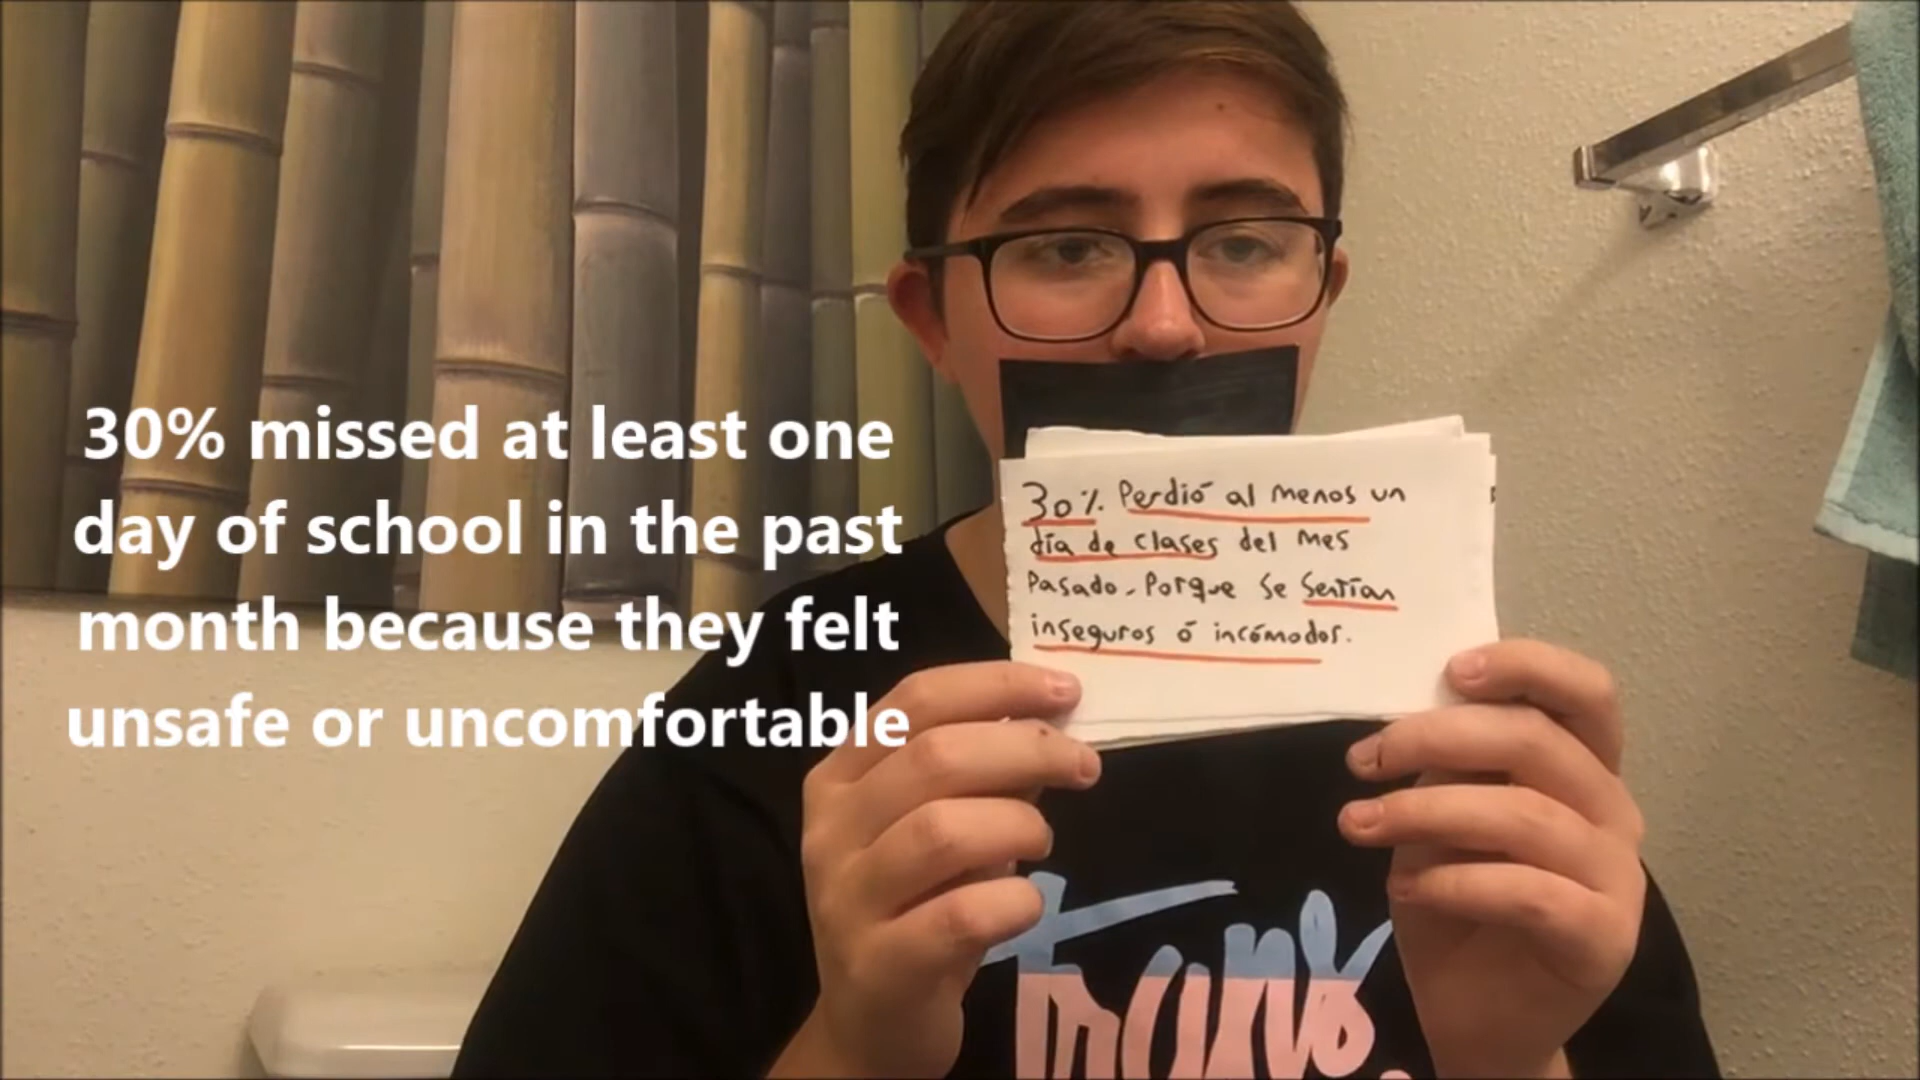 30% missed at least one
day of school in the past
month because they felt
unsafe or uncomfortable
30% Perdió al menos un
día de clases del mes
Pasado, Porque se sentían
inseguros ó incómodos.
trans.